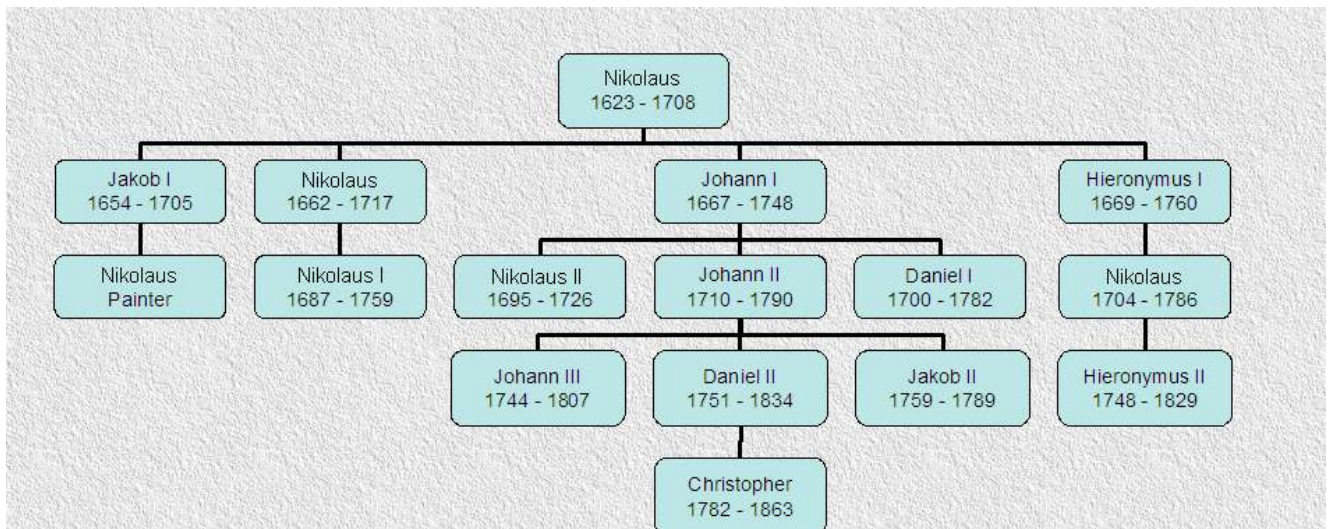 Nikolaus
1623 - 1708
Jakob I
1654 - 1705
Nikolaus
1662 - 1717
Johann I
1667 - 1748
Hieronymus I
1669 - 1760
Nikolaus
Painter
Nikolaus I
1687 - 1759
Nikolaus II
1695 - 1726
Johann II
1710 - 1790
Daniel I
1700 - 1782
Nikolaus
1704 - 1786
Johann III
1744 - 1807
Daniel II
1751 - 1834
Jakob II
1759 - 1789
Hieronymus II
1748 - 1829
Christopher
1782 - 1863